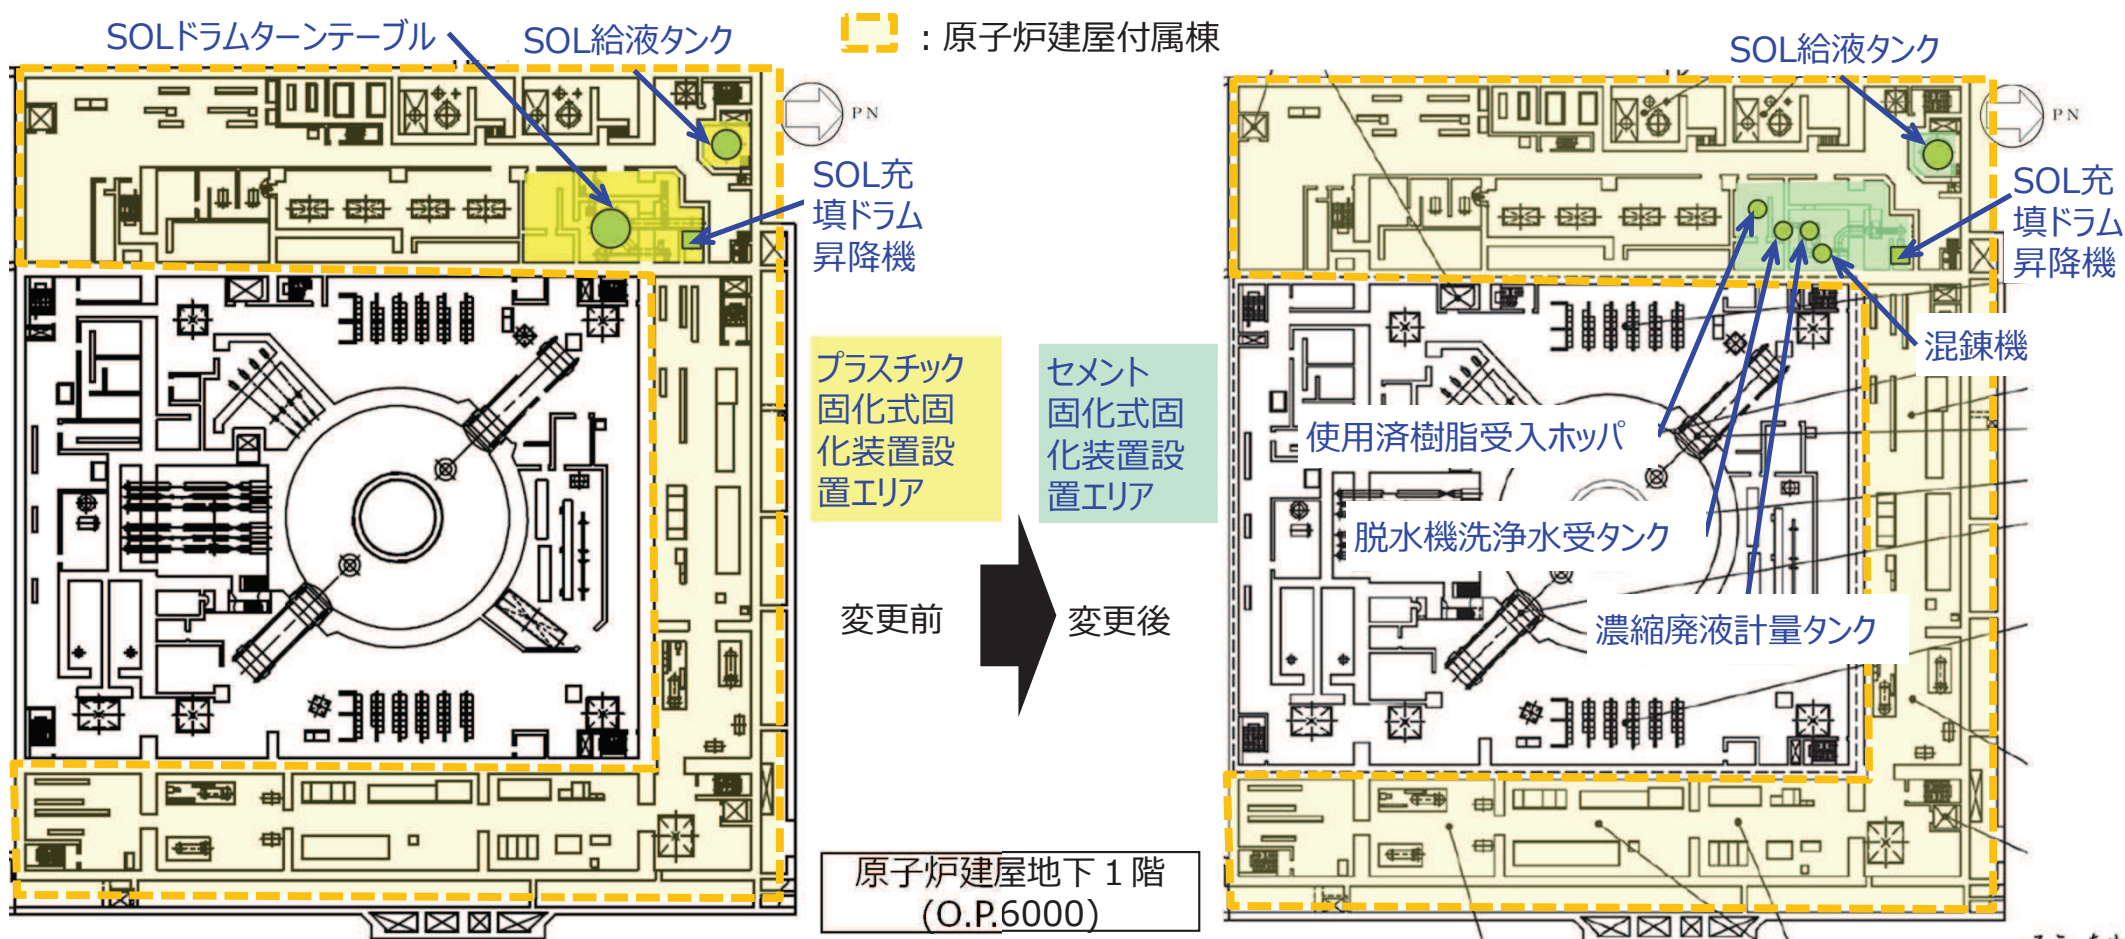 SOLドラムターンテーブル
SOL給液タンク
：原子炉建屋付属棟
PN
SOL充
填ドラム
昇降機
プラスチック
固化式固
化装置設
置エリア
変更前
セメント
固化式固
化装置設
置エリア
変更後
原子炉建屋地下１階
(O.P.6000)
SOL給液タンク
PN
SOL充
填ドラム
昇降機
混錬機
使用済樹脂受入ホッパ
脱水機洗浄水受タンク
濃縮廃液計量タンク